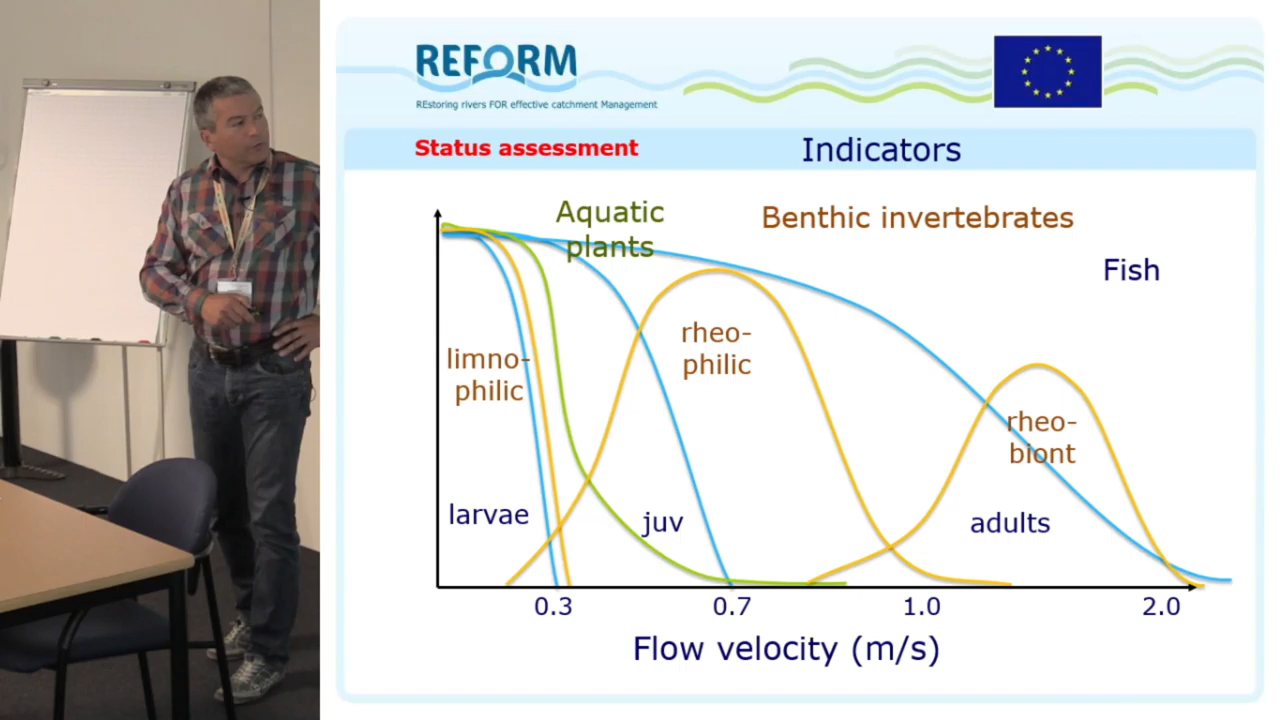 REFORM
REstoring rivers FOR effective catchment Management
Status assessment
Indicators
Aquatic
plants
Benthic invertebrates
Fish
limno-
philic
rheo-
philic
rheo-
biont
larvae
juv
adults
0.3
0.7
1.0
2.0
Flow velocity (m/s)